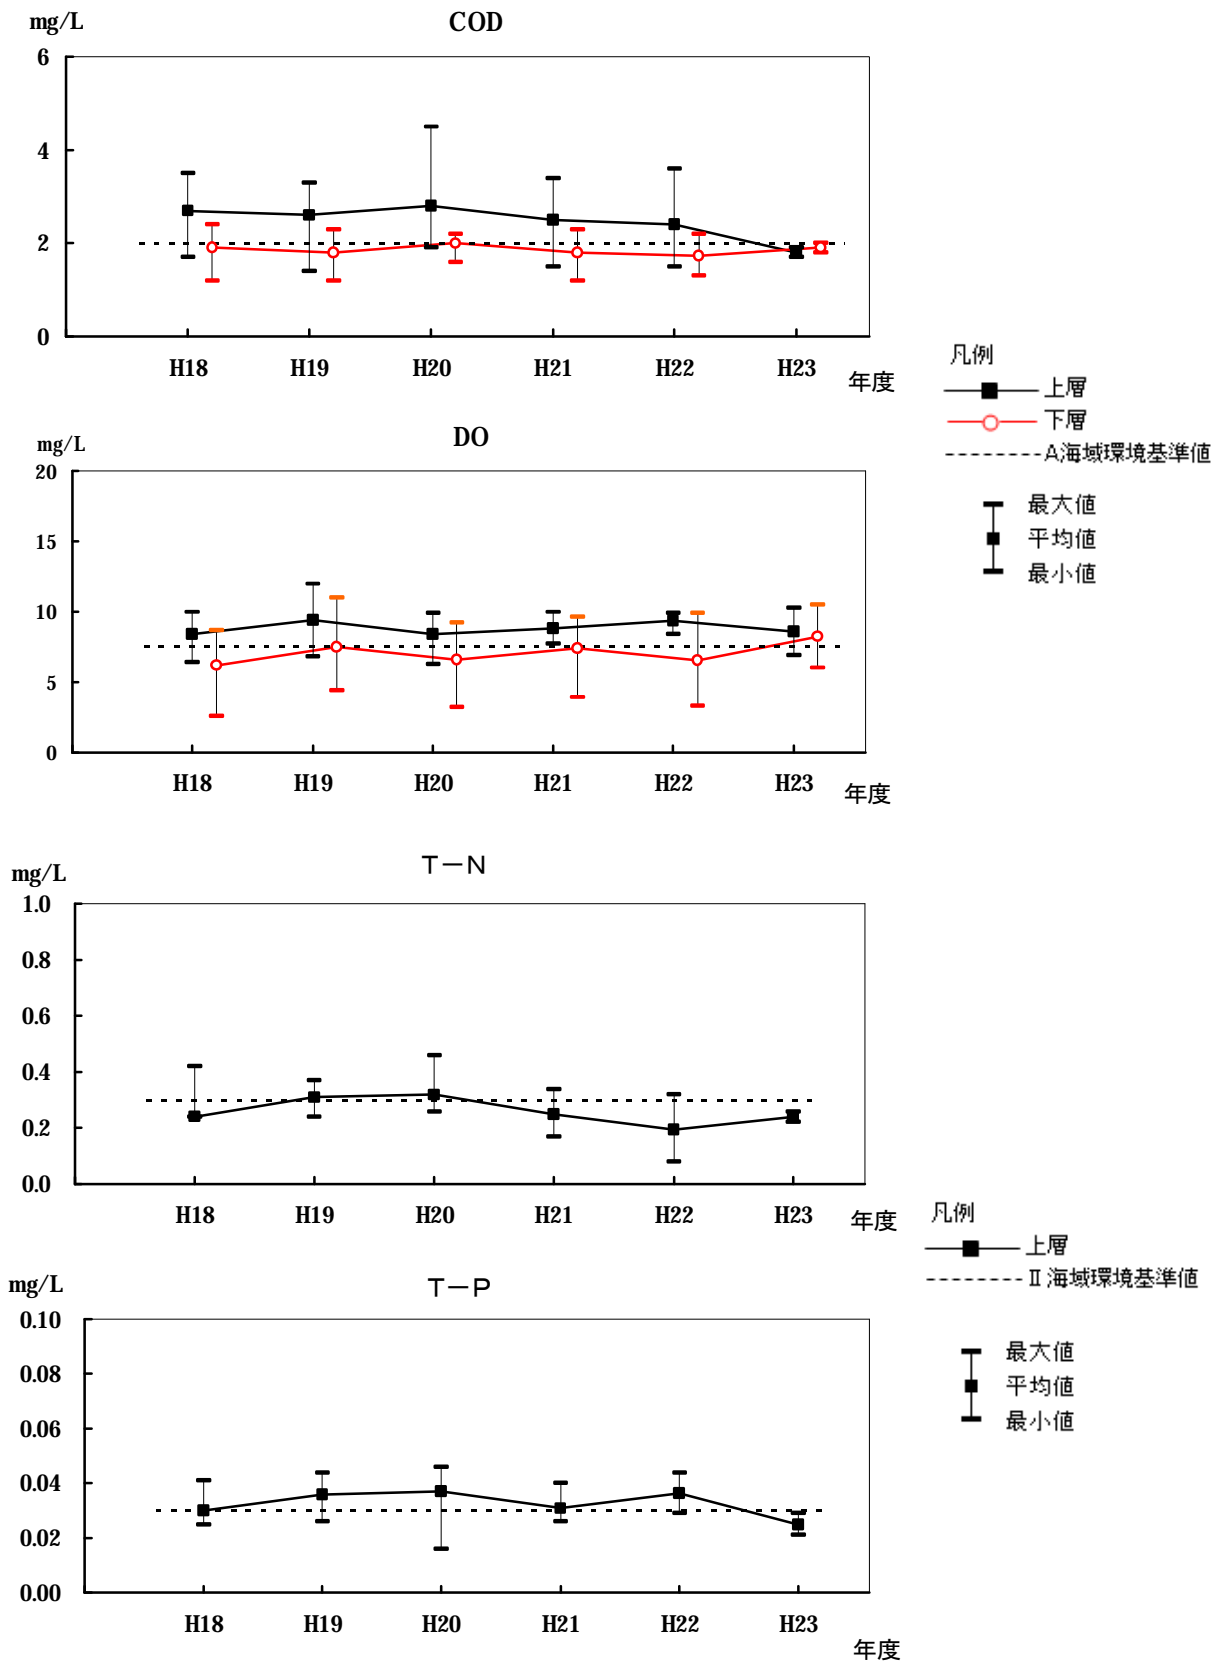 mg/L
COD
6
4
2
0
H18 H19 H20 H21 H22 H23
年度
凡例
上層
下層
A海域環境基準値
最大値
平均値
最小値
mg/L
DO
20
15
10
5
0
H18 H19 H20 H21 H22 H23
年度
T－N
mg/L
1.0
0.8
0.6
0.4
0.2
0.0
H18 H19 H20 H21 H22 H23
年度
凡例
上層
Ⅱ海域環境基準値
最大値
平均値
最小値
mg/L
T－P
0.10
0.08
0.06
0.04
0.02
0.00
H18 H19 H20 H21 H22 H23
年度